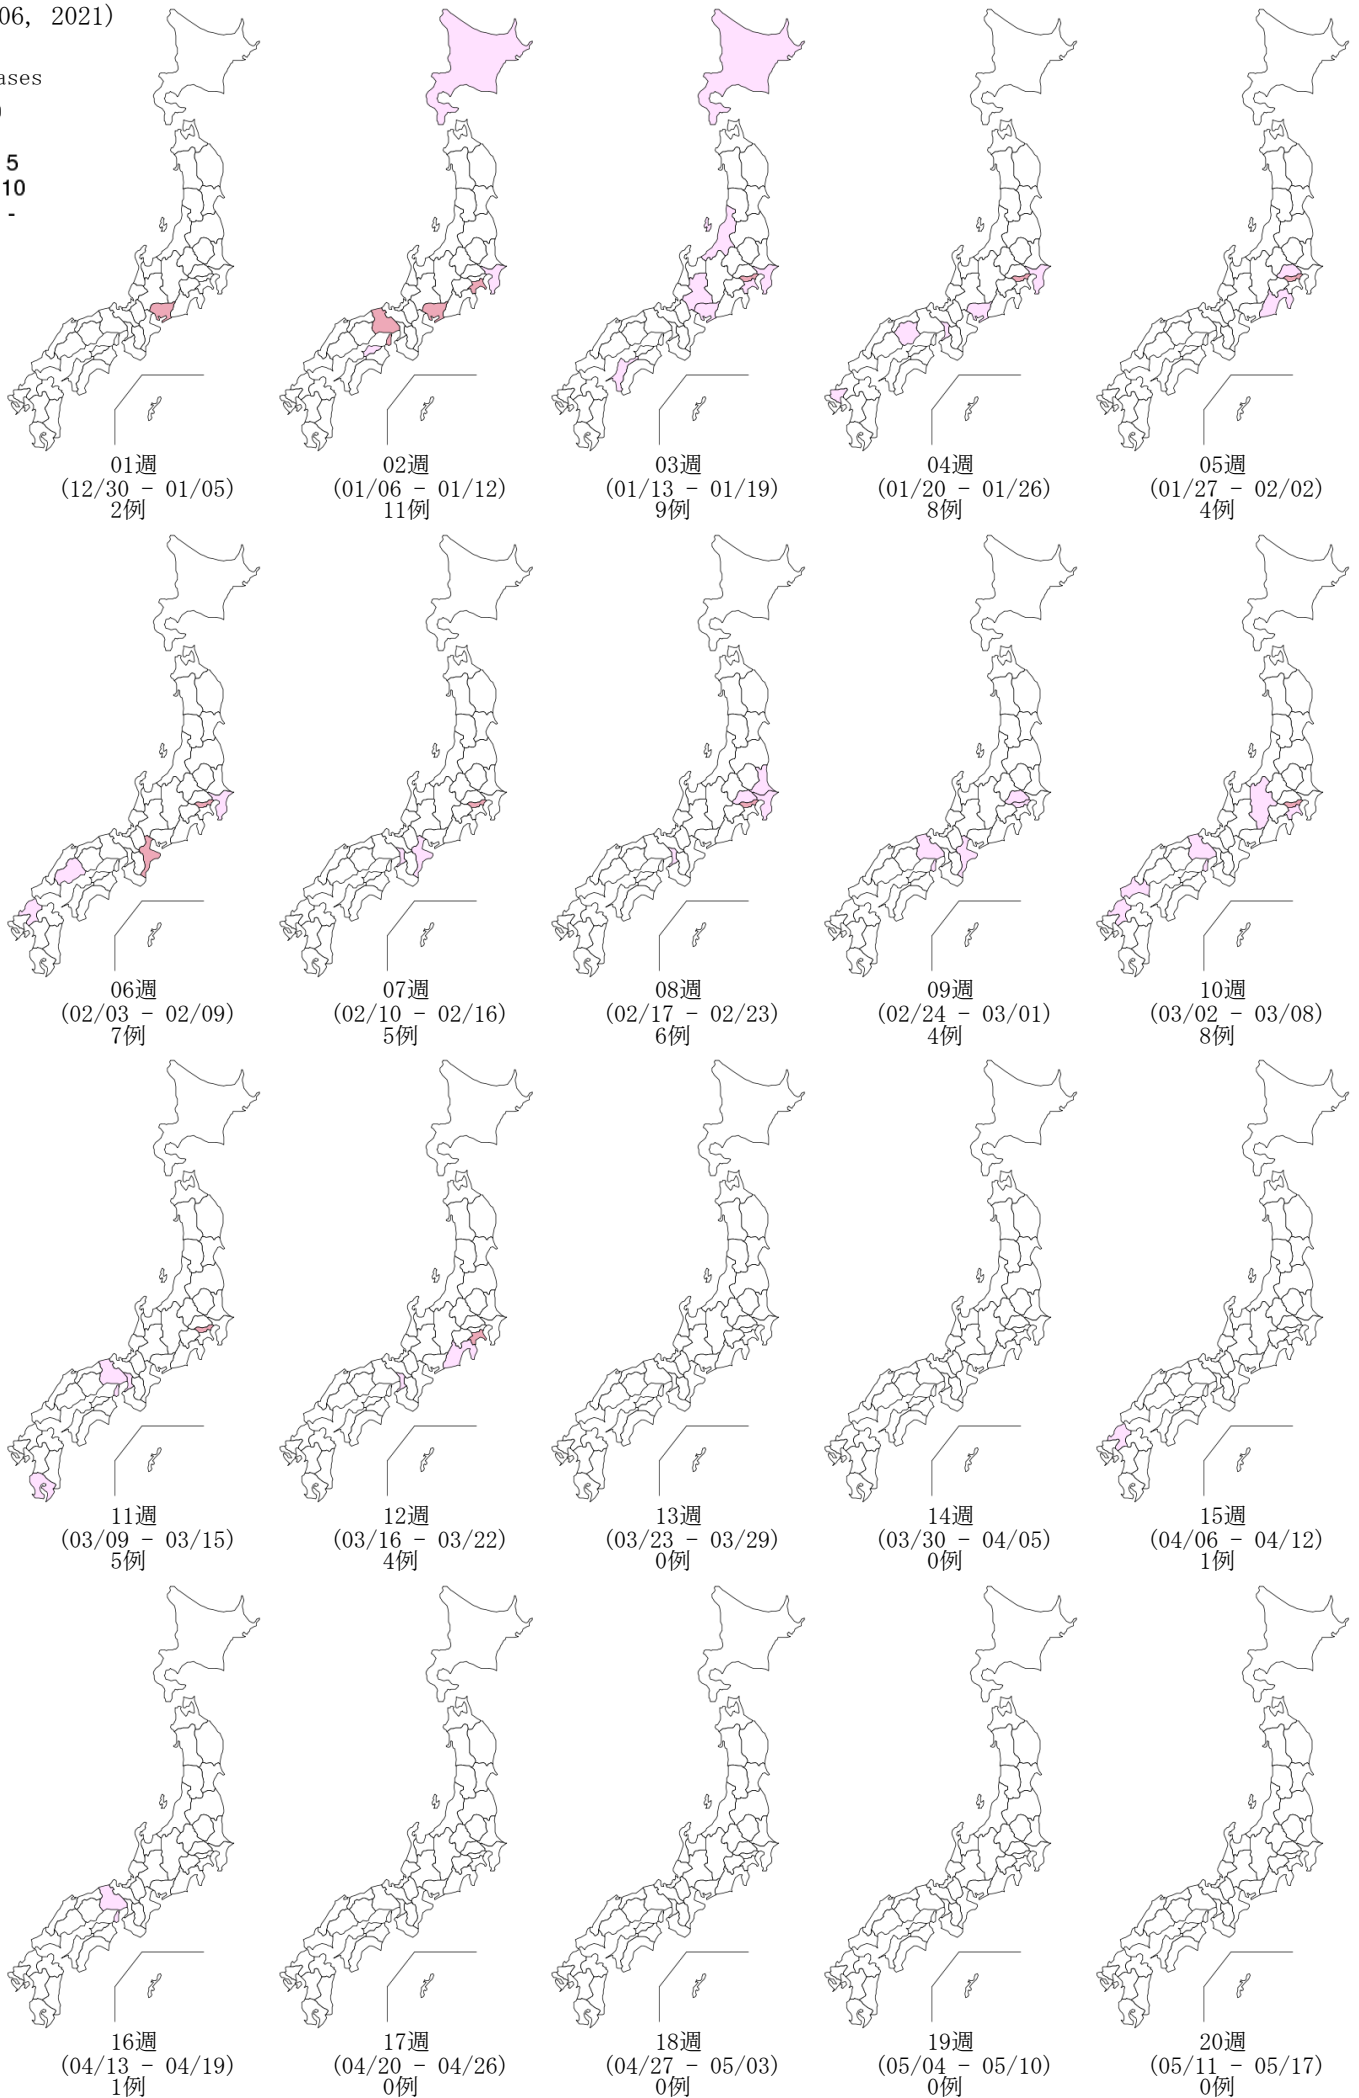 06, 2021)
ases
5
10
-
01週
(12/30 - 01/05)
2例
02週
(01/06 - 01/12)
11例
03週
(01/13 - 01/19)
9例
04週
(01/20 - 01/26)
8例
05週
(01/27 - 02/02)
4例
06週
(02/03 - 02/09)
7例
07週
(02/10 - 02/16)
5例
08週
(02/17 - 02/23)
6例
09週
(02/24 - 03/01)
4例
10週
(03/02 - 03/08)
8例
11週
(03/09 - 03/15)
5例
12週
(03/16 - 03/22)
4例
13週
(03/23 - 03/29)
0例
14週
(03/30 - 04/05)
0例
15週
(04/06 - 04/12)
1例
16週
(04/13 - 04/19)
1例
17週
(04/20 - 04/26)
0例
18週
(04/27 - 05/03)
0例
19週
(05/04 - 05/10)
0例
20週
(05/11 - 05/17)
0例